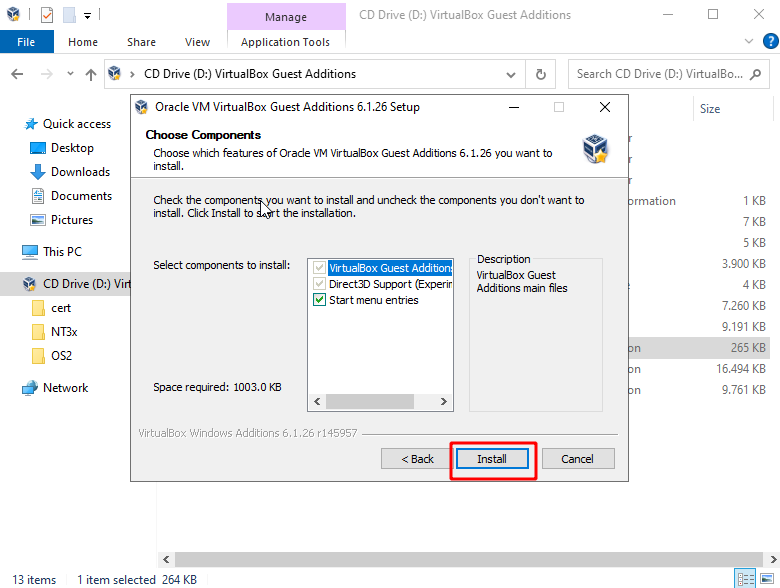 Manage
CD Drive (D:) VirtualBox Guest Additions
File
Home
Share
View
Application Tools
CD Drive (D:) VirtualBox Guest Additions
Search CD Drive (D:) VirtualBo...
Size
Quick access
Desktop
Downloads
Documents
Pictures
This PC
CD Drive (D:) Virt
cert
NT3x
OS2
Network
Oracle VM VirtualBox Guest Additions 6.1.26 Setup
Choose Components
Choose which features of Oracle VM VirtualBox Guest Additions 6.1.26 you want to
install.
Check the components you want to install and uncheck the components you don't want to
install. Click Install to start the installation.
Select components to install:
VirtualBox Guest Additions
Direct3D Support (Experir
Start menu entries
Description
VirtualBox Guest
Additions main files
Space required: 1003.0 KB
VirtualBox Windows Additions 6.1.26 r145957
< Back
Install
Cancel
r
r
r
ormation 1 KB
7 KB
5 KB
3.900 KB
e 4 KB
7.260 KB
9.191 KB
on 265 KB
on 16.494 KB
on 9.761 KB
13 items
1 item selected 264 KB